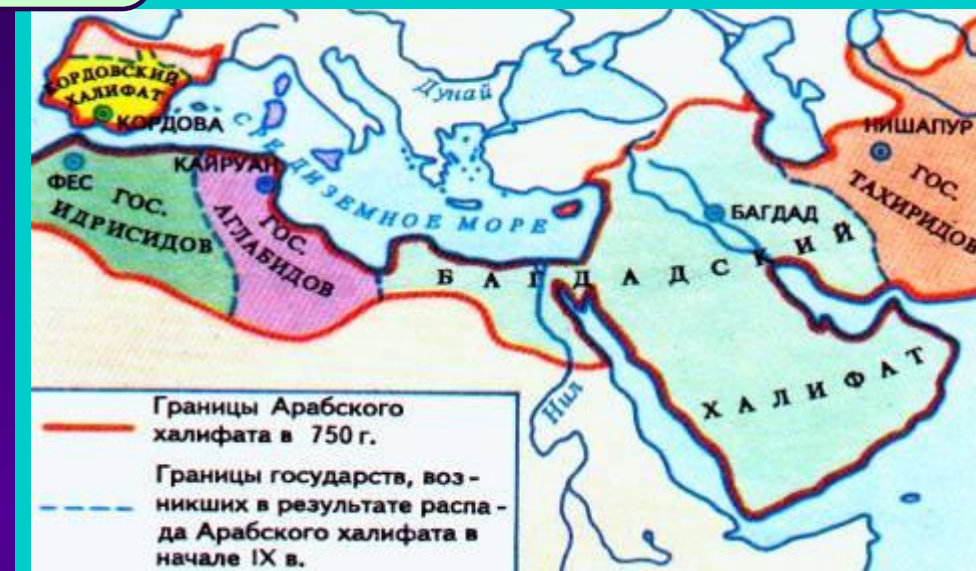 КОРДОВСКИЙ
ХАЛИФАТ
КОРДОВА
Дунай
НИШАПУР
ГОС.
ТАХИРИДОВ
КАЙРУАН
ФЕС
ГОС.
ИДРИСИДОВ
ГОС.
АГЛАБИДОВ
СРЕДИЗЕМНОЕ МОРЕ
БАГДАД
БАГДАДСКИЙ
ХАЛИФАТ
Нил
Границы Арабского
халифата в 750 г.
Границы государств, воз-
никших в результате распа-
да Арабского халифата в
начале IX в.